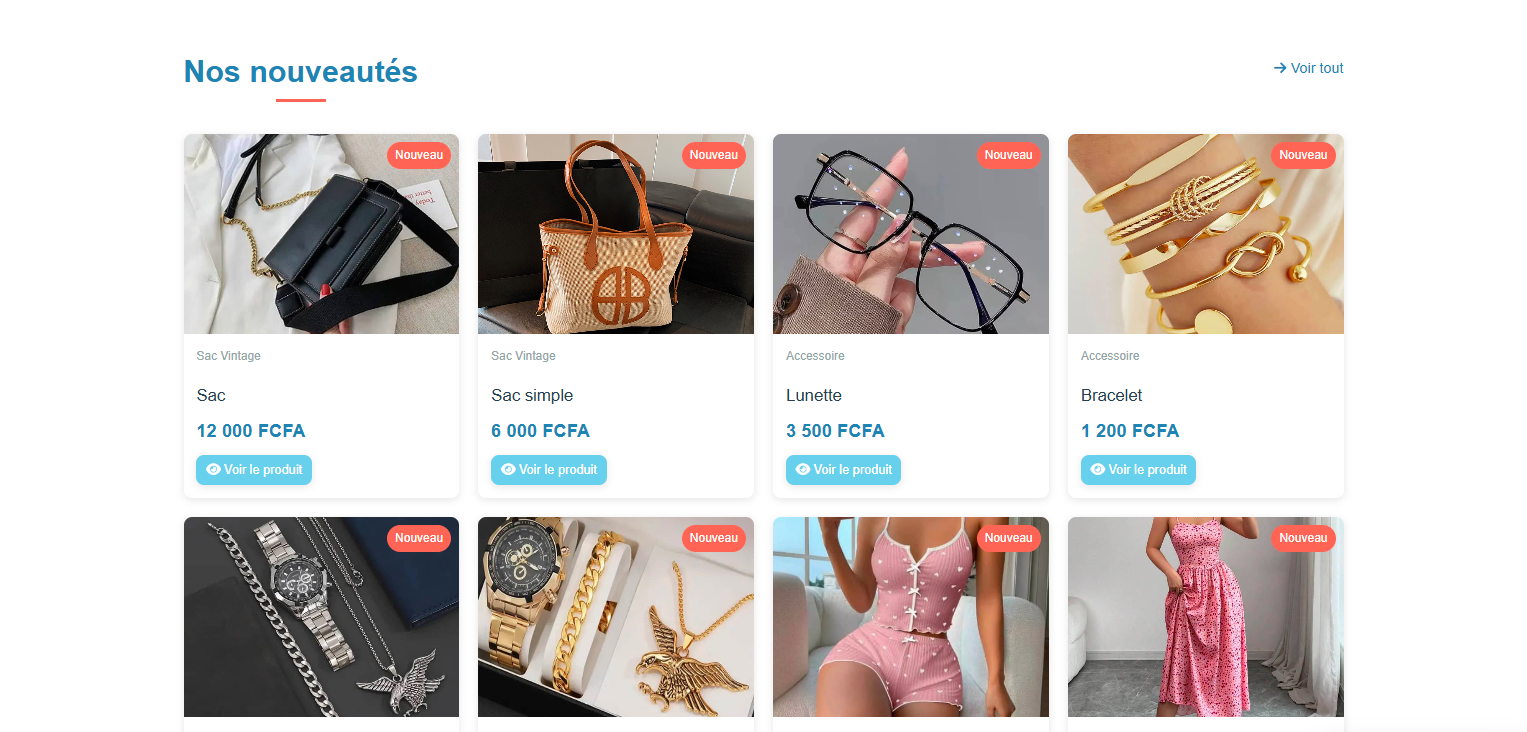 Nos nouveautés
→ Voir tout
Nouveau
Nouveau
Nouveau
Nouveau
Today
Sac Vintage
Sac Vintage
Accessoire
Accessoire
Sac
Sac simple
Lunette
Bracelet
12 000 FCFA
6 000 FCFA
3 500 FCFA
1 200 FCFA
Voir le produit
Voir le produit
Voir le produit
Voir le produit
Nouveau
Nouveau
Nouveau
Nouveau